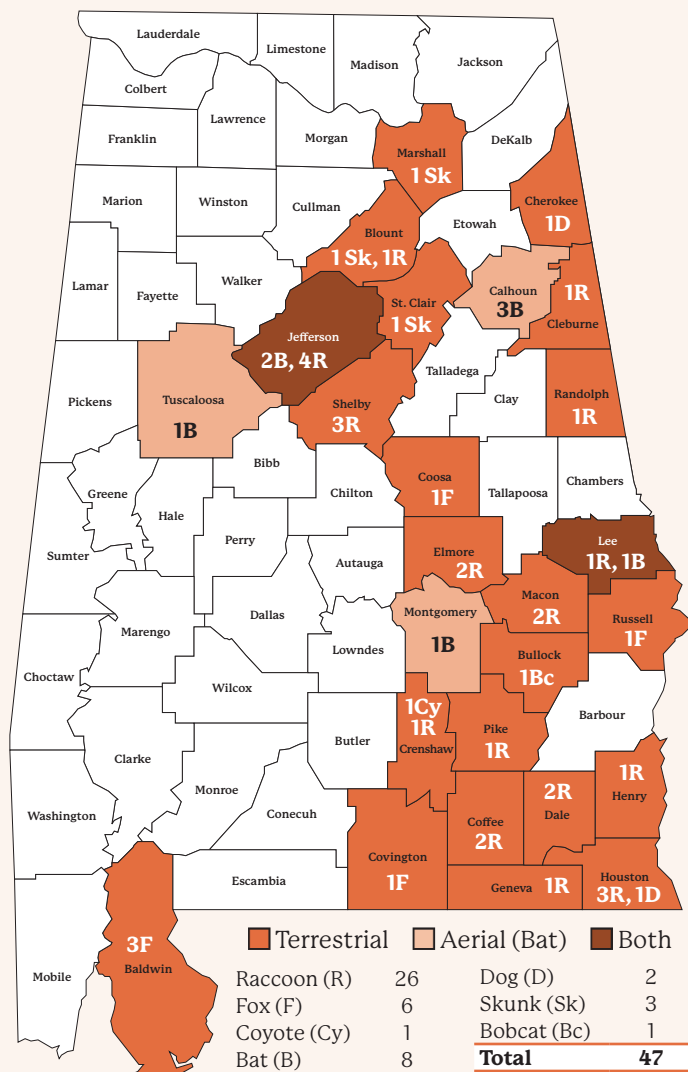 Lauderdale
Limestone
Madison
Jackson
Colbert
Lawrence
Franklin
Morgan
DeKalb
Marshall
1 Sk
Marion
Winston
Cullman
Cherokee
1D
Etowah
Blount
1 Sk, 1R
Lamar
Fayette
Walker
St. Clair
1 Sk
Calhoun
3B
1R
Cleburne
Jefferson
2B, 4R
Talladega
Clay
Randolph
1R
Pickens
Tuscaloosa
1B
Shelby
3R
Bibb
Coosa
1F
Tallapoosa
Chambers
Greene
Hale
Chilton
Perry
Lee
1R, 1B
Sumter
Autauga
Elmore
2R
Macon
2R
Russell
1F
Marengo
Dallas
Montgomery
1B
Lowndes
Bullock
1Bc
Choctaw
Wilcox
1Cy
1R
Crenshaw
Pike
1R
Barbour
Clarke
Butler
Monroe
1R
Henry
Washington
Conecuh
Coffee
2R
2R
Dale
Covington
1F
Escambia
Geneva 1R
Houston
3R, 1D
Mobile
3F
Baldwin
Terrestrial Aerial (Bat) Both
Raccoon (R) 26 Dog (D) 2
Fox (F) 6 Skunk (Sk) 3
Coyote (Cy) 1 Bobcat (Bc) 1
Bat (B) 8 Total 47